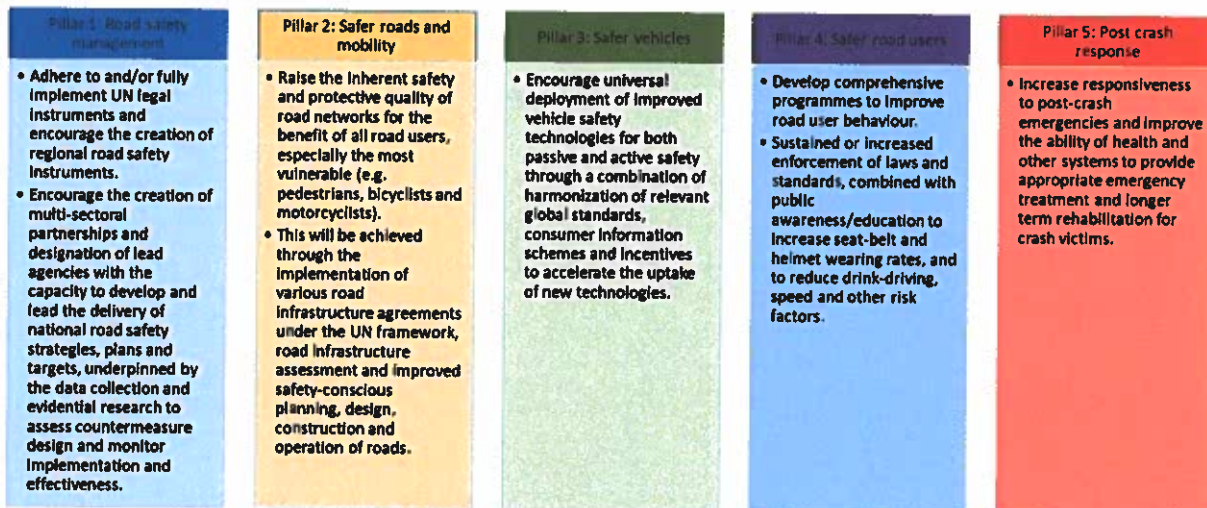 Pillar 1: Road safety
management
• Adhere to and/or fully
implement UN legal
instruments and
encourage the creation of
regional road safety
instruments.
• Encourage the creation of
multi-sectoral
partnerships and
designation of lead
agencies with the
capacity to develop and
lead the delivery of
national road safety
strategies, plans and
targets, underpinned by
the data collection and
evidential research to
assess countermeasure
design and monitor
implementation and
effectiveness.
Pillar 2: Safer roads and
mobility
• Raise the inherent safety
and protective quality of
road networks for the
benefit of all road users,
especially the most
vulnerable (e.g.
pedestrians, bicyclists and
motorcyclists).
• This will be achieved
through the
implementation of
various road
infrastructure agreements
under the UN framework,
road infrastructure
assessment and improved
safety-conscious
planning, design,
construction and
operation of roads.
Pillar 3: Safer vehicles
• Encourage universal
deployment of improved
vehicle safety
technologies for both
passive and active safety
through a combination of
harmonization of relevant
global standards,
consumer information
schemes and incentives
to accelerate the uptake
of new technologies.
Pillar 4: Safer road users
• Develop comprehensive
programmes to improve
road user behaviour.
• Sustained or increased
enforcement of laws and
standards, combined with
public
awareness/education to
increase seat-belt and
helmet wearing rates, and
to reduce drink-driving,
speed and other risk
factors.
Pillar 5: Post crash
response
• Increase responsiveness
to post-crash
emergencies and improve
the ability of health and
other systems to provide
appropriate emergency
treatment and longer
term rehabilitation for
crash victims.